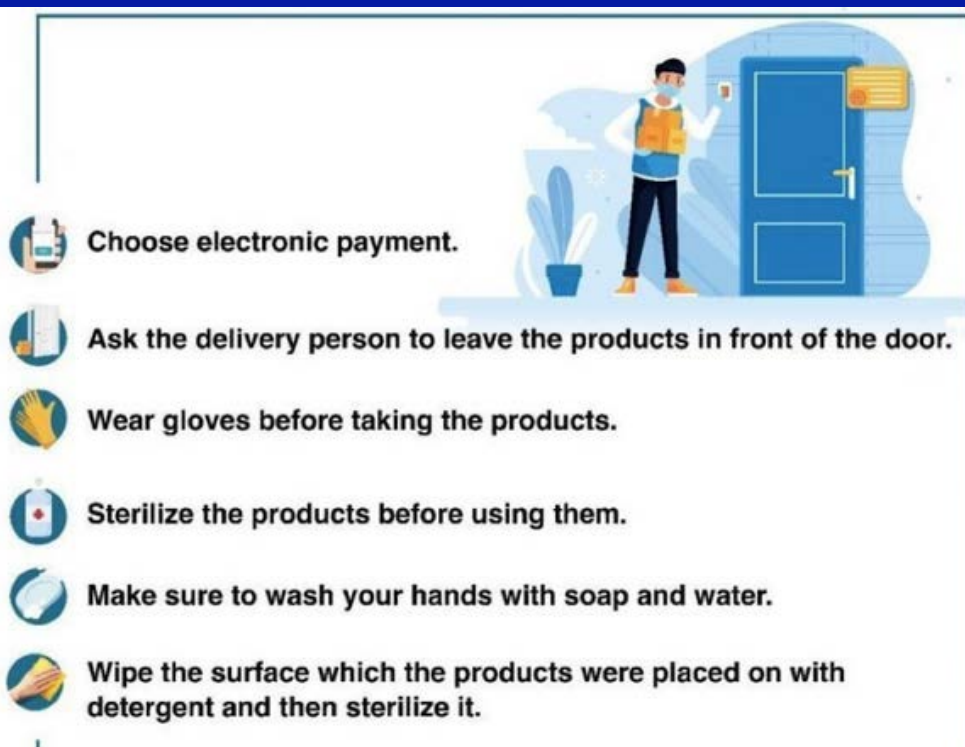 Choose electronic payment.
Ask the delivery person to leave the products in front of the door.
Wear gloves before taking the products.
Sterilize the products before using them.
Make sure to wash your hands with soap and water.
Wipe the surface which the products were placed on with
detergent and then sterilize it.